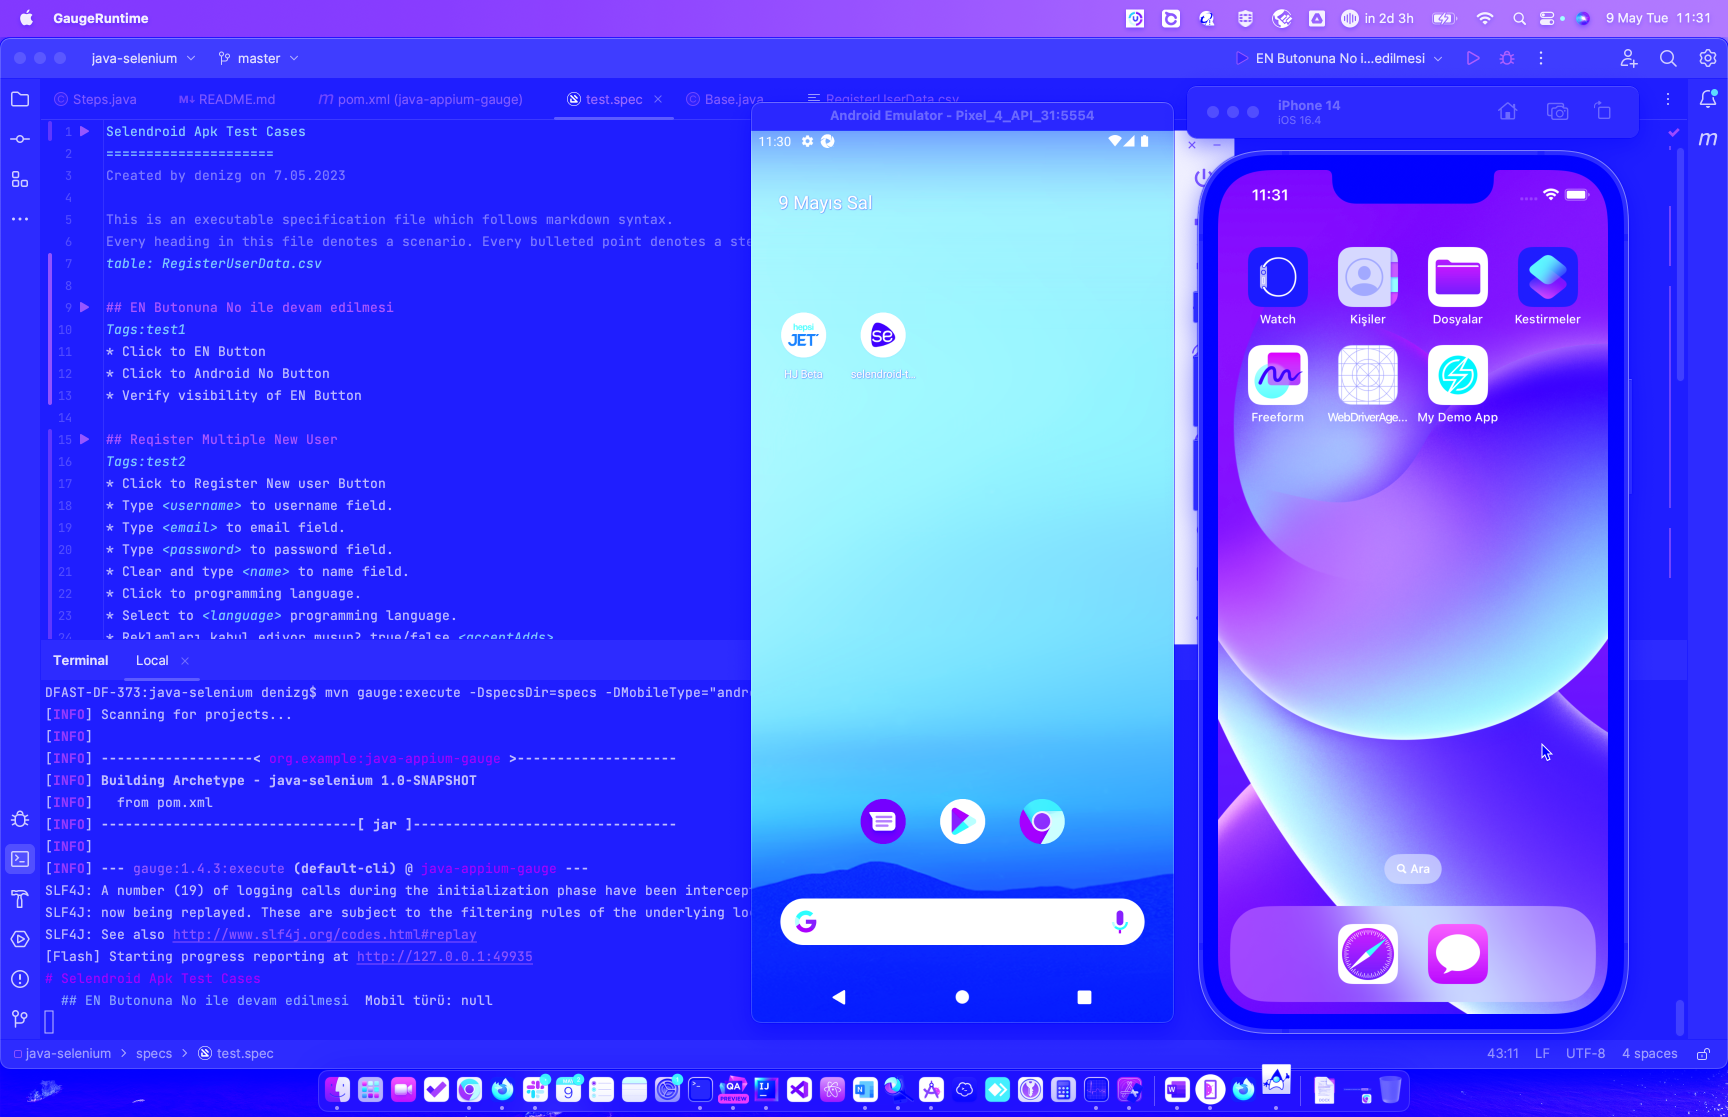 GaugeRuntime
in 2d 3h
9 May Tue 11:31
java-selenium
master
EN Butonuna No i...edilmesi
Steps.java
M↓ README.md
m pom.xml (java-appium-gauge)
test.spec
Base.java
RegisterUserData.csv
1 Selendroid Apk Test Cases
2 =====================
3 Created by denizg on 7.05.2023
4
5 This is an executable specification file which follows markdown syntax.
6 Every heading in this file denotes a scenario. Every bulleted point denotes a ste
7 table: RegisterUserData.csv
8
9 ## EN Butonuna No ile devam edilmesi
10 Tags:test1
11 * Click to EN Button
12 * Click to Android No Button
13 * Verify visibility of EN Button
14
15 ## Register Multiple New User
16 Tags:test2
17 * Click to Register New user Button
18 * Type <username> to username field.
19 * Type <email> to email field.
20 * Type <password> to password field.
21 * Clear and type <name> to name field.
22 * Click to programming language.
23 * Select to <language> programming language.
24 * Reklamları kabul ediyor musun? true/false <acceptAdds>
Terminal
Local
DFAST-DF-373:java-selenium denizg$ mvn gauge:execute -DspecsDir=specs -DMobileType="andr
[INFO] Scanning for projects...
[INFO]
[INFO] -------------------< org.example:java-appium-gauge >--------------------
[INFO] Building Archetype - java-selenium 1.0-SNAPSHOT
[INFO]   from pom.xml
[INFO] --------------------------------[ jar ]---------------------------------
[INFO]
[INFO] --- gauge:1.4.3:execute (default-cli) @ java-appium-gauge ---
SLF4J: A number (19) of logging calls during the initialization phase have been intercep
SLF4J: now being replayed. These are subject to the filtering rules of the underlying lo
SLF4J: See also http://www.slf4j.org/codes.html#replay
[Flash] Starting progress reporting at http://127.0.0.1:49935
# Selendroid Apk Test Cases
## EN Butonuna No ile devam edilmesi  Mobil türü: null
java-selenium > specs > test.spec
43:11
LF
UTF-8
4 spaces
Android Emulator - Pixel_4_API_31:5554
11:30
9 Mayıs Sal
hepsi
JET
se
HJ Beta
selendroid-t...
G
iPhone 14
iOS 16.4
11:31
Watch
Kişiler
Dosyalar
Kestirmeler
Freeform
WebDriverAge...
My Demo App
Ara
9
QA
PREVIEW
IJ